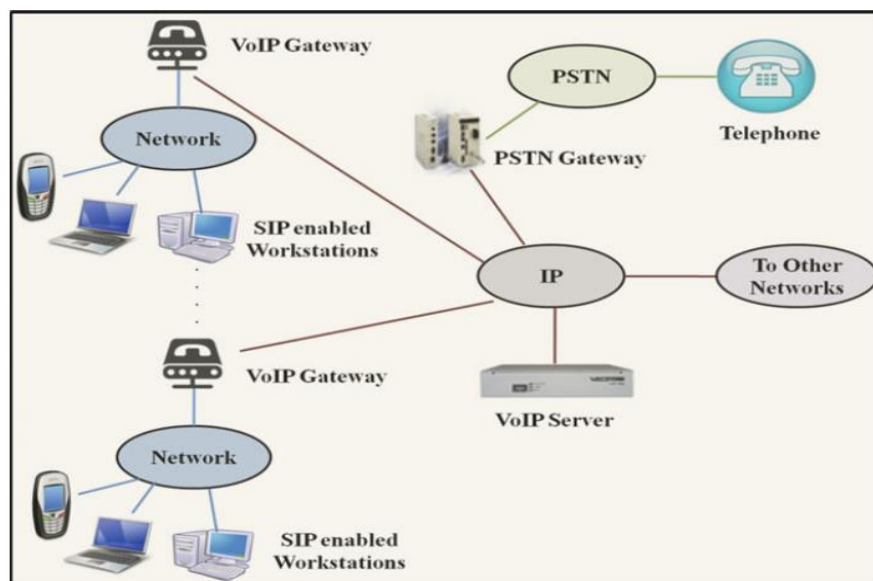 VoIP Gateway
PSTN
Network
Telephone
PSTN Gateway
SIP enabled
Workstations
IP
To Other
Networks
VoIP Gateway
VoIP Server
Network
SIP enabled
Workstations